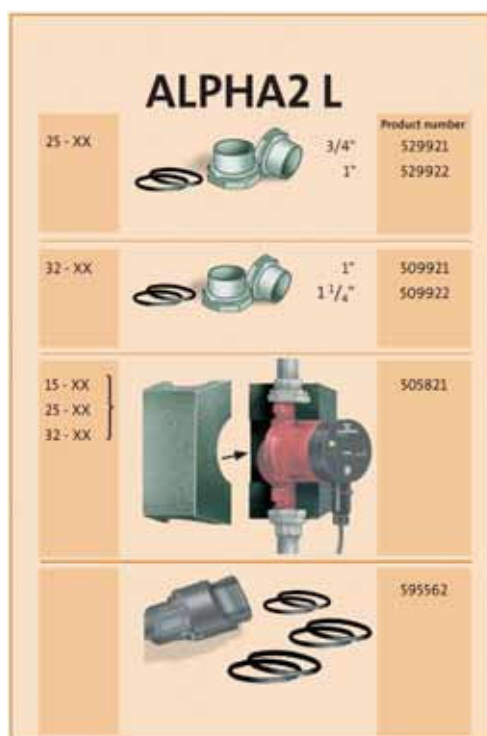 ALPHA2 L
Product number
25 - XX
3/4" 529921
1" 529922
32 - XX
1" 509921
1 1/4" 509922
15 - XX 505821
25 - XX
32 - XX
595562